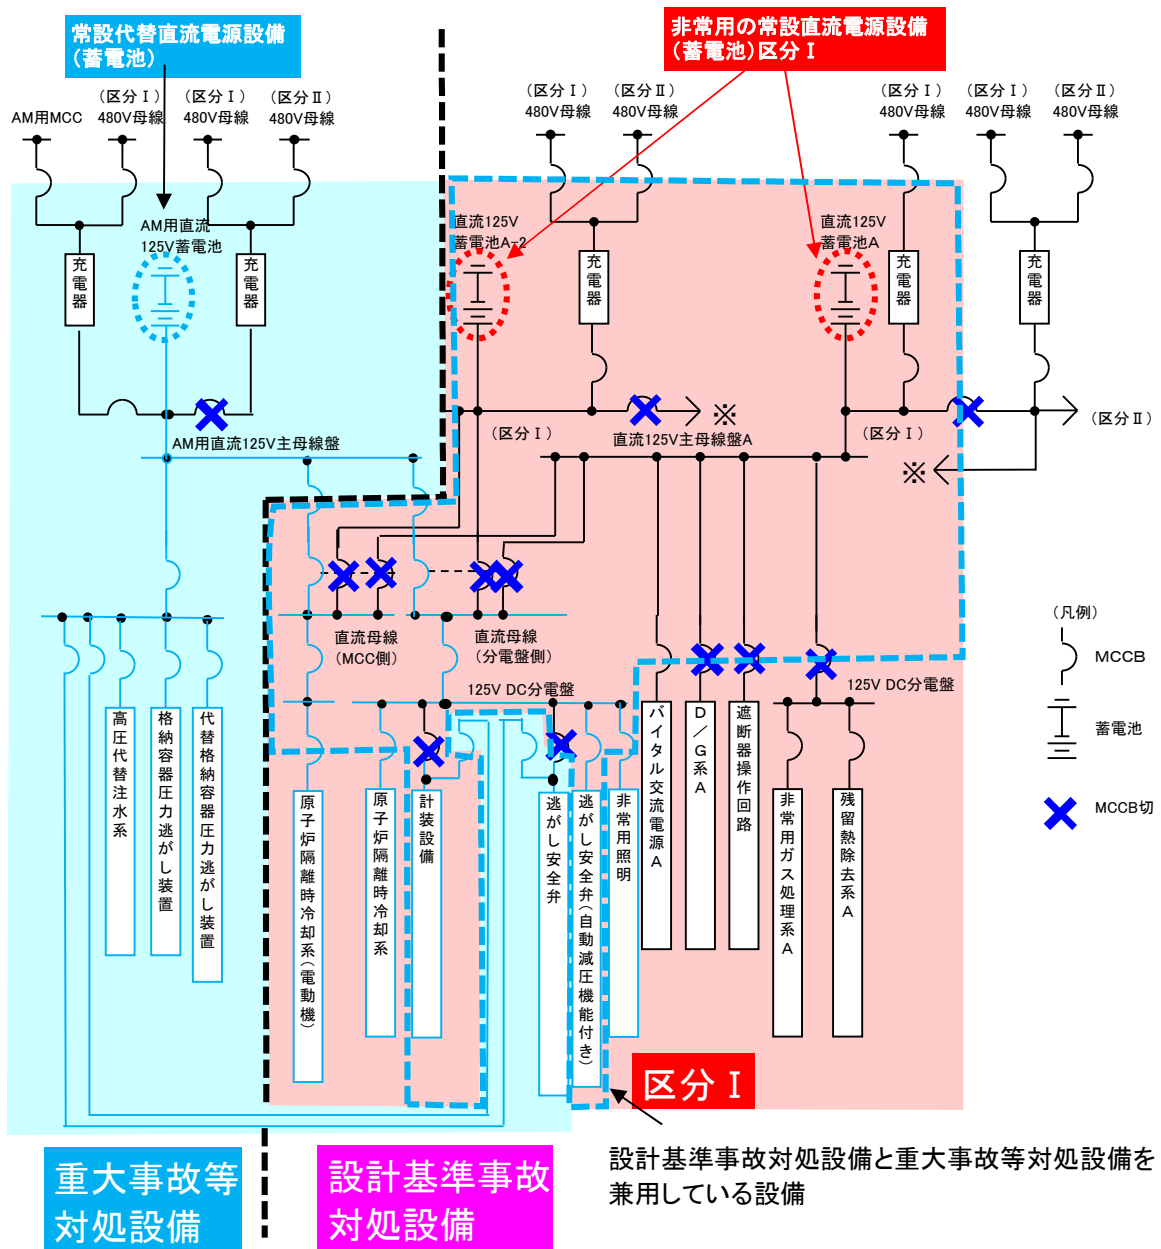 常設代替直流電源設備
(蓄電池)
非常用の常設直流電源設備
(蓄電池)区分Ⅰ
AM用MCC
(区分Ⅰ)
480V母線
(区分Ⅰ)
480V母線
(区分Ⅱ)
480V母線
(区分Ⅰ)
480V母線
(区分Ⅱ)
480V母線
(区分Ⅰ)
480V母線
(区分Ⅰ)
480V母線
(区分Ⅱ)
480V母線
AM用直流
125V蓄電池
直流125V
蓄電池A-2
直流125V
蓄電池A
充電器
充電器
充電器
充電器
充電器
※
(区分Ⅱ)
AM用直流125V主母線盤
(区分Ⅰ)
直流125V主母線盤A
(区分Ⅰ)
※
直流母線
(MCC側)
直流母線
(分電盤側)
125V DC分電盤
125V DC分電盤
(凡例)
MCCB
蓄電池
MCCB切
高圧代替注水系
格納容器圧力逃がし装置
代替格納容器圧力逃がし装置
原子炉隔離時冷却系(電動機)
原子炉隔離時冷却系
計装設備
逃がし安全弁
逃がし安全弁(自動減圧機能付き)
非常用照明
バイタル交流電源A
D/G系A
遮断器操作回路
非常用ガス処理系A
残留熱除去系A
区分Ⅰ
重大事故等
対処設備
設計基準事故
対処設備
設計基準事故対処設備と重大事故等対処設備を
兼用している設備